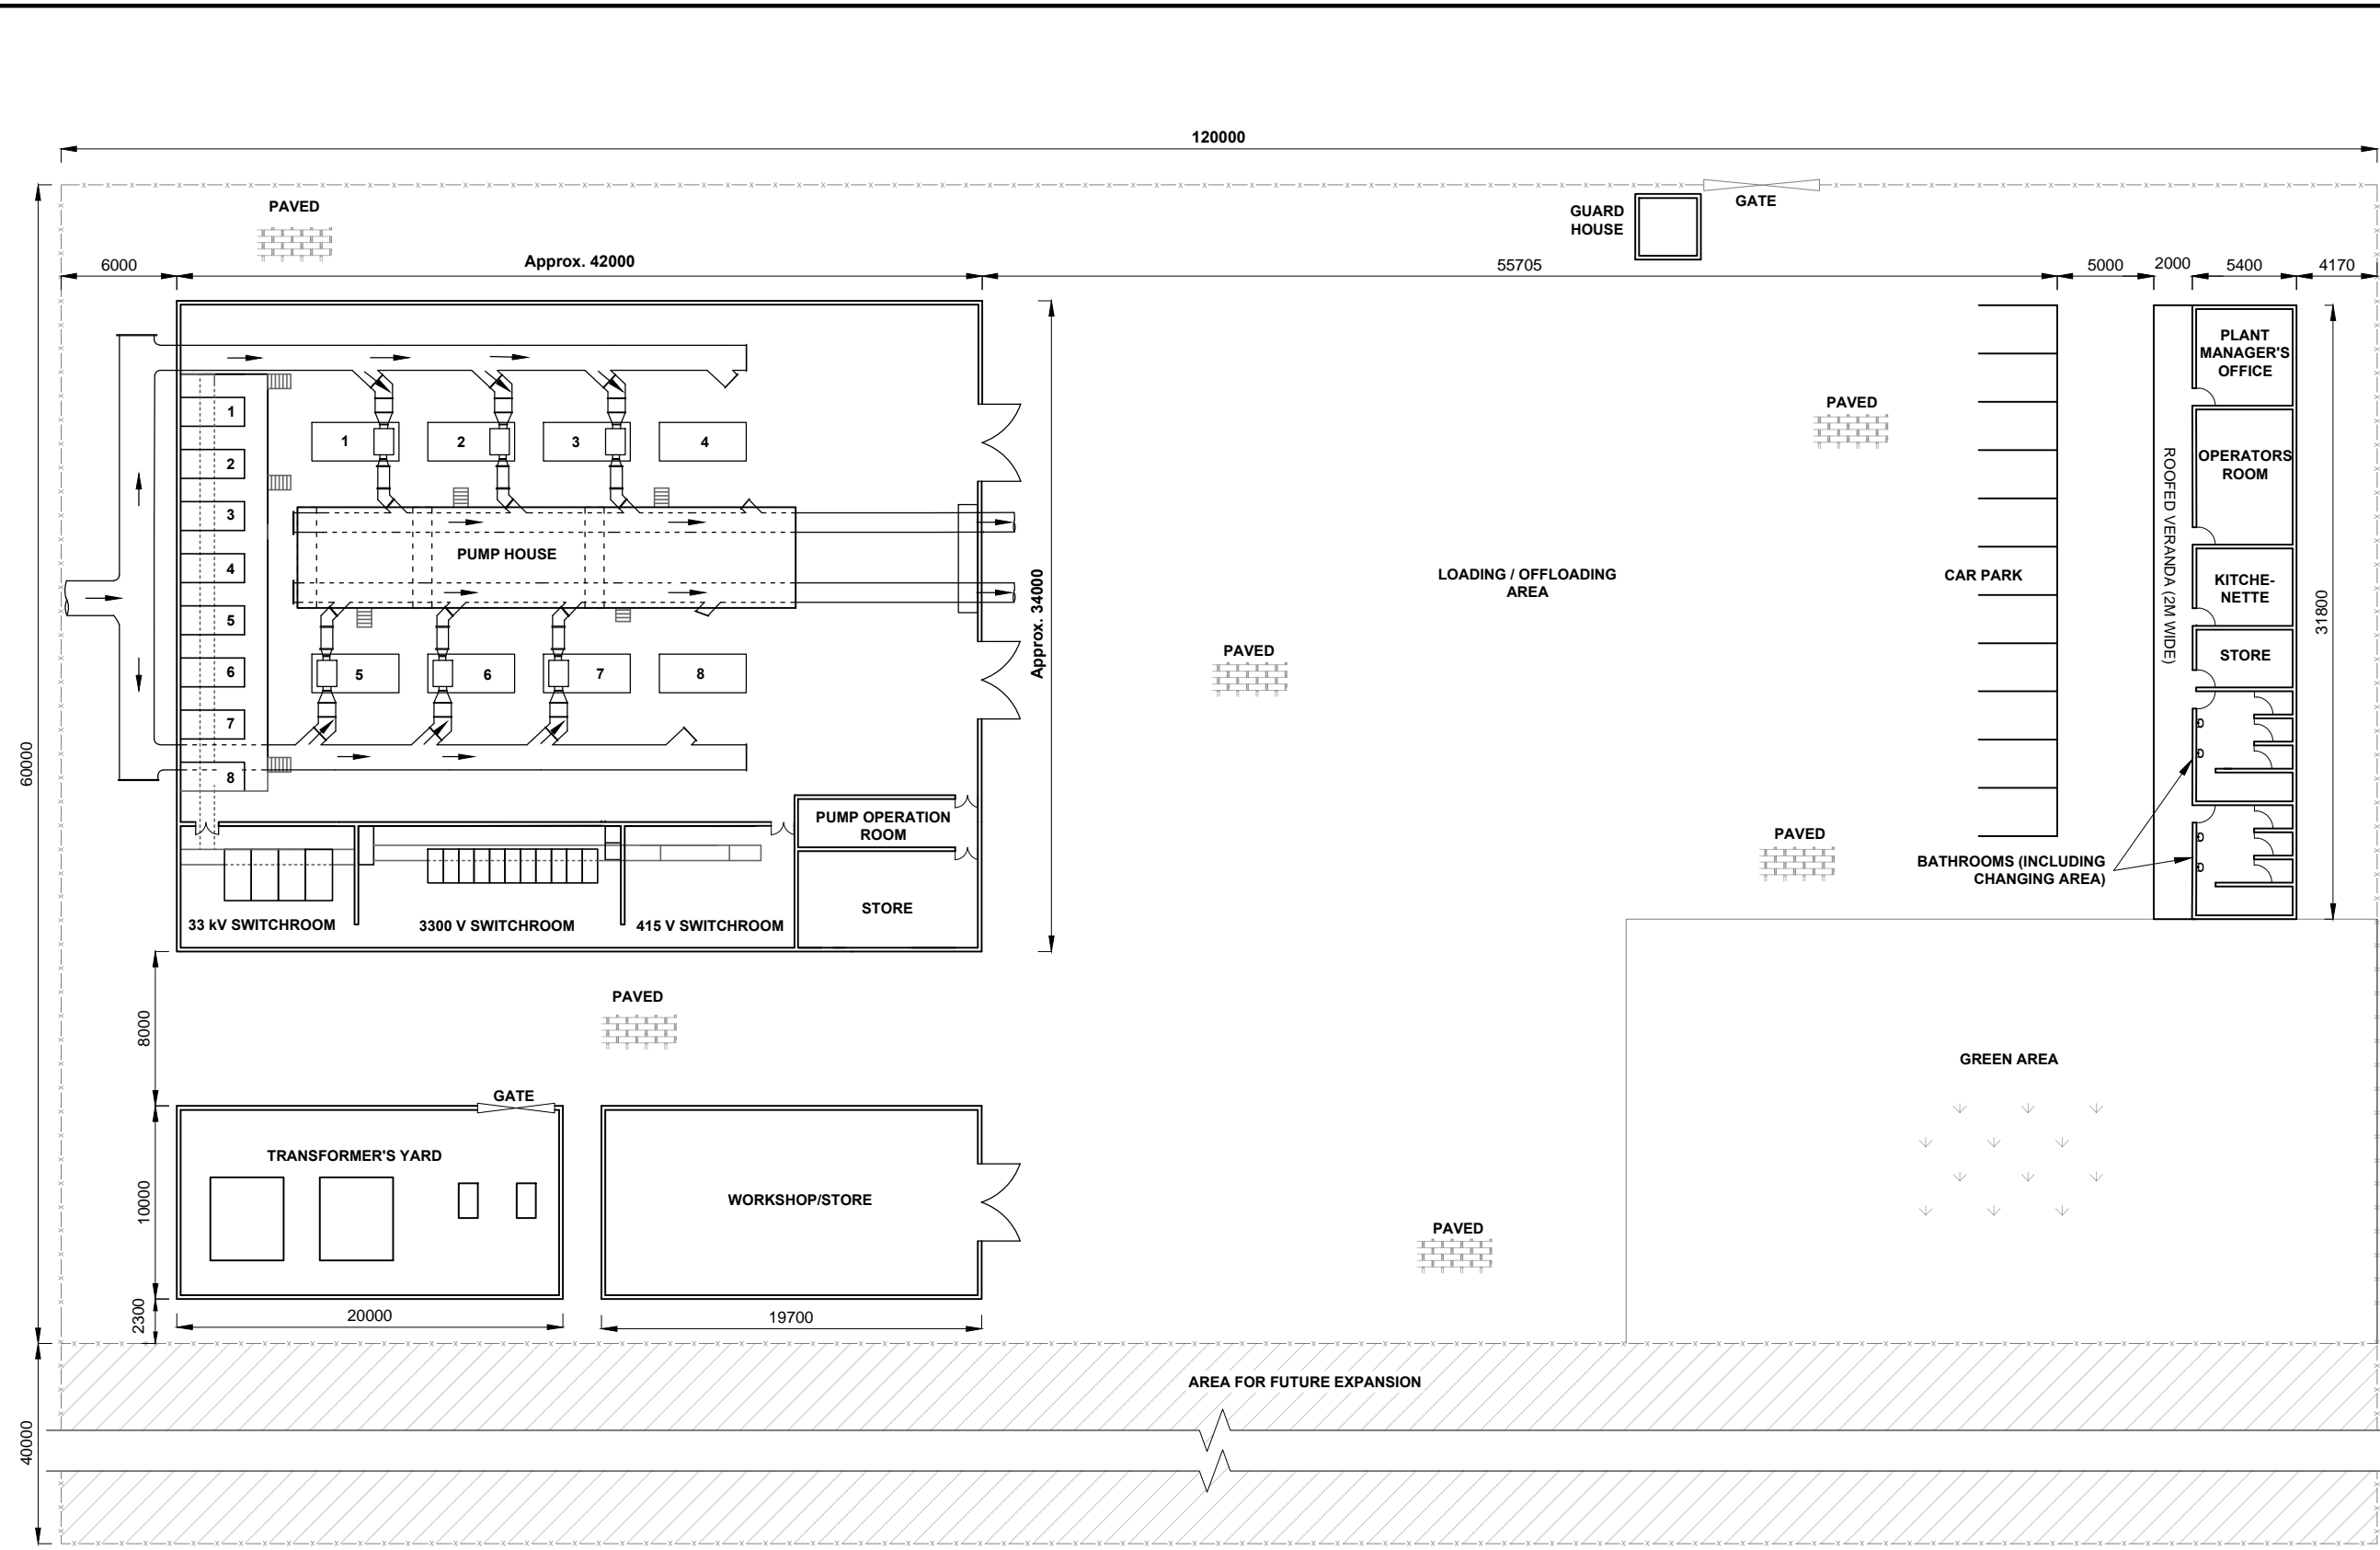 120000
PAVED
GUARD
HOUSE
GATE
6000
Approx. 42000
55705
5000
2000
5400
4170
PLANT
MANAGER'S
OFFICE
1
2
3
4
5
6
7
8
1
2
3
4
PUMP HOUSE
5
6
7
8
Approx. 34000
PAVED
LOADING / OFFLOADING
AREA
PAVED
CAR PARK
ROOFED VERANDA (2M WIDE)
OPERATORS
ROOM
KITCHE-
NETTE
STORE
31800
60000
PUMP OPERATION
ROOM
STORE
33 kV SWITCHROOM
3300 V SWITCHROOM
415 V SWITCHROOM
PAVED
BATHROOMS (INCLUDING
CHANGING AREA)
8000
PAVED
GREEN AREA
GATE
TRANSFORMER'S YARD
10000
WORKSHOP/STORE
PAVED
2300
20000
19700
AREA FOR FUTURE EXPANSION
40000